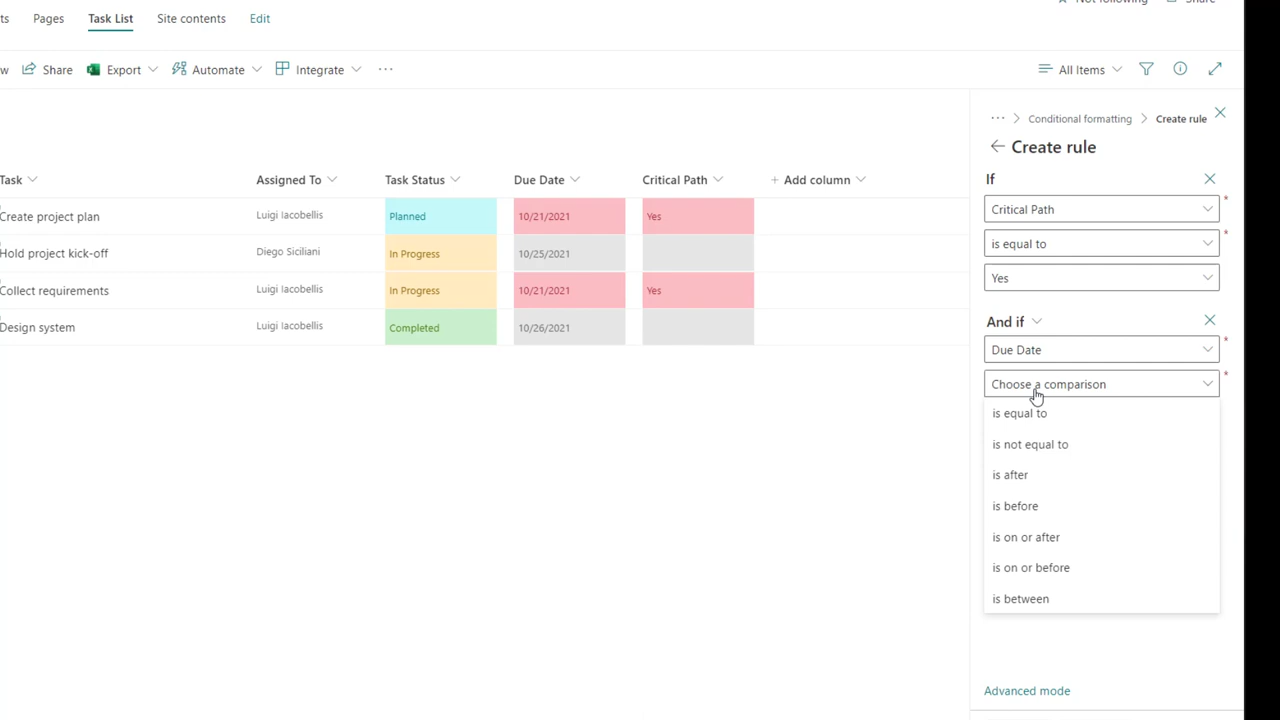 Pages Task List Site contents Edit
Share Export Automate Integrate ... All Items
... > Conditional formatting > Create rule
Create rule
Task Assigned To Task Status Due Date Critical Path + Add column
Create project plan Luigi Iacobellis Planned 10/21/2021 Yes
Hold project kick-off Diego Siciliani In Progress 10/25/2021
Collect requirements Luigi Iacobellis In Progress 10/21/2021 Yes
Design system Luigi Iacobellis Completed 10/26/2021
If
Critical Path *
is equal to *
Yes
And if
Due Date *
Choose a comparison *
is equal to
is not equal to
is after
is before
is on or after
is on or before
is between
Advanced mode